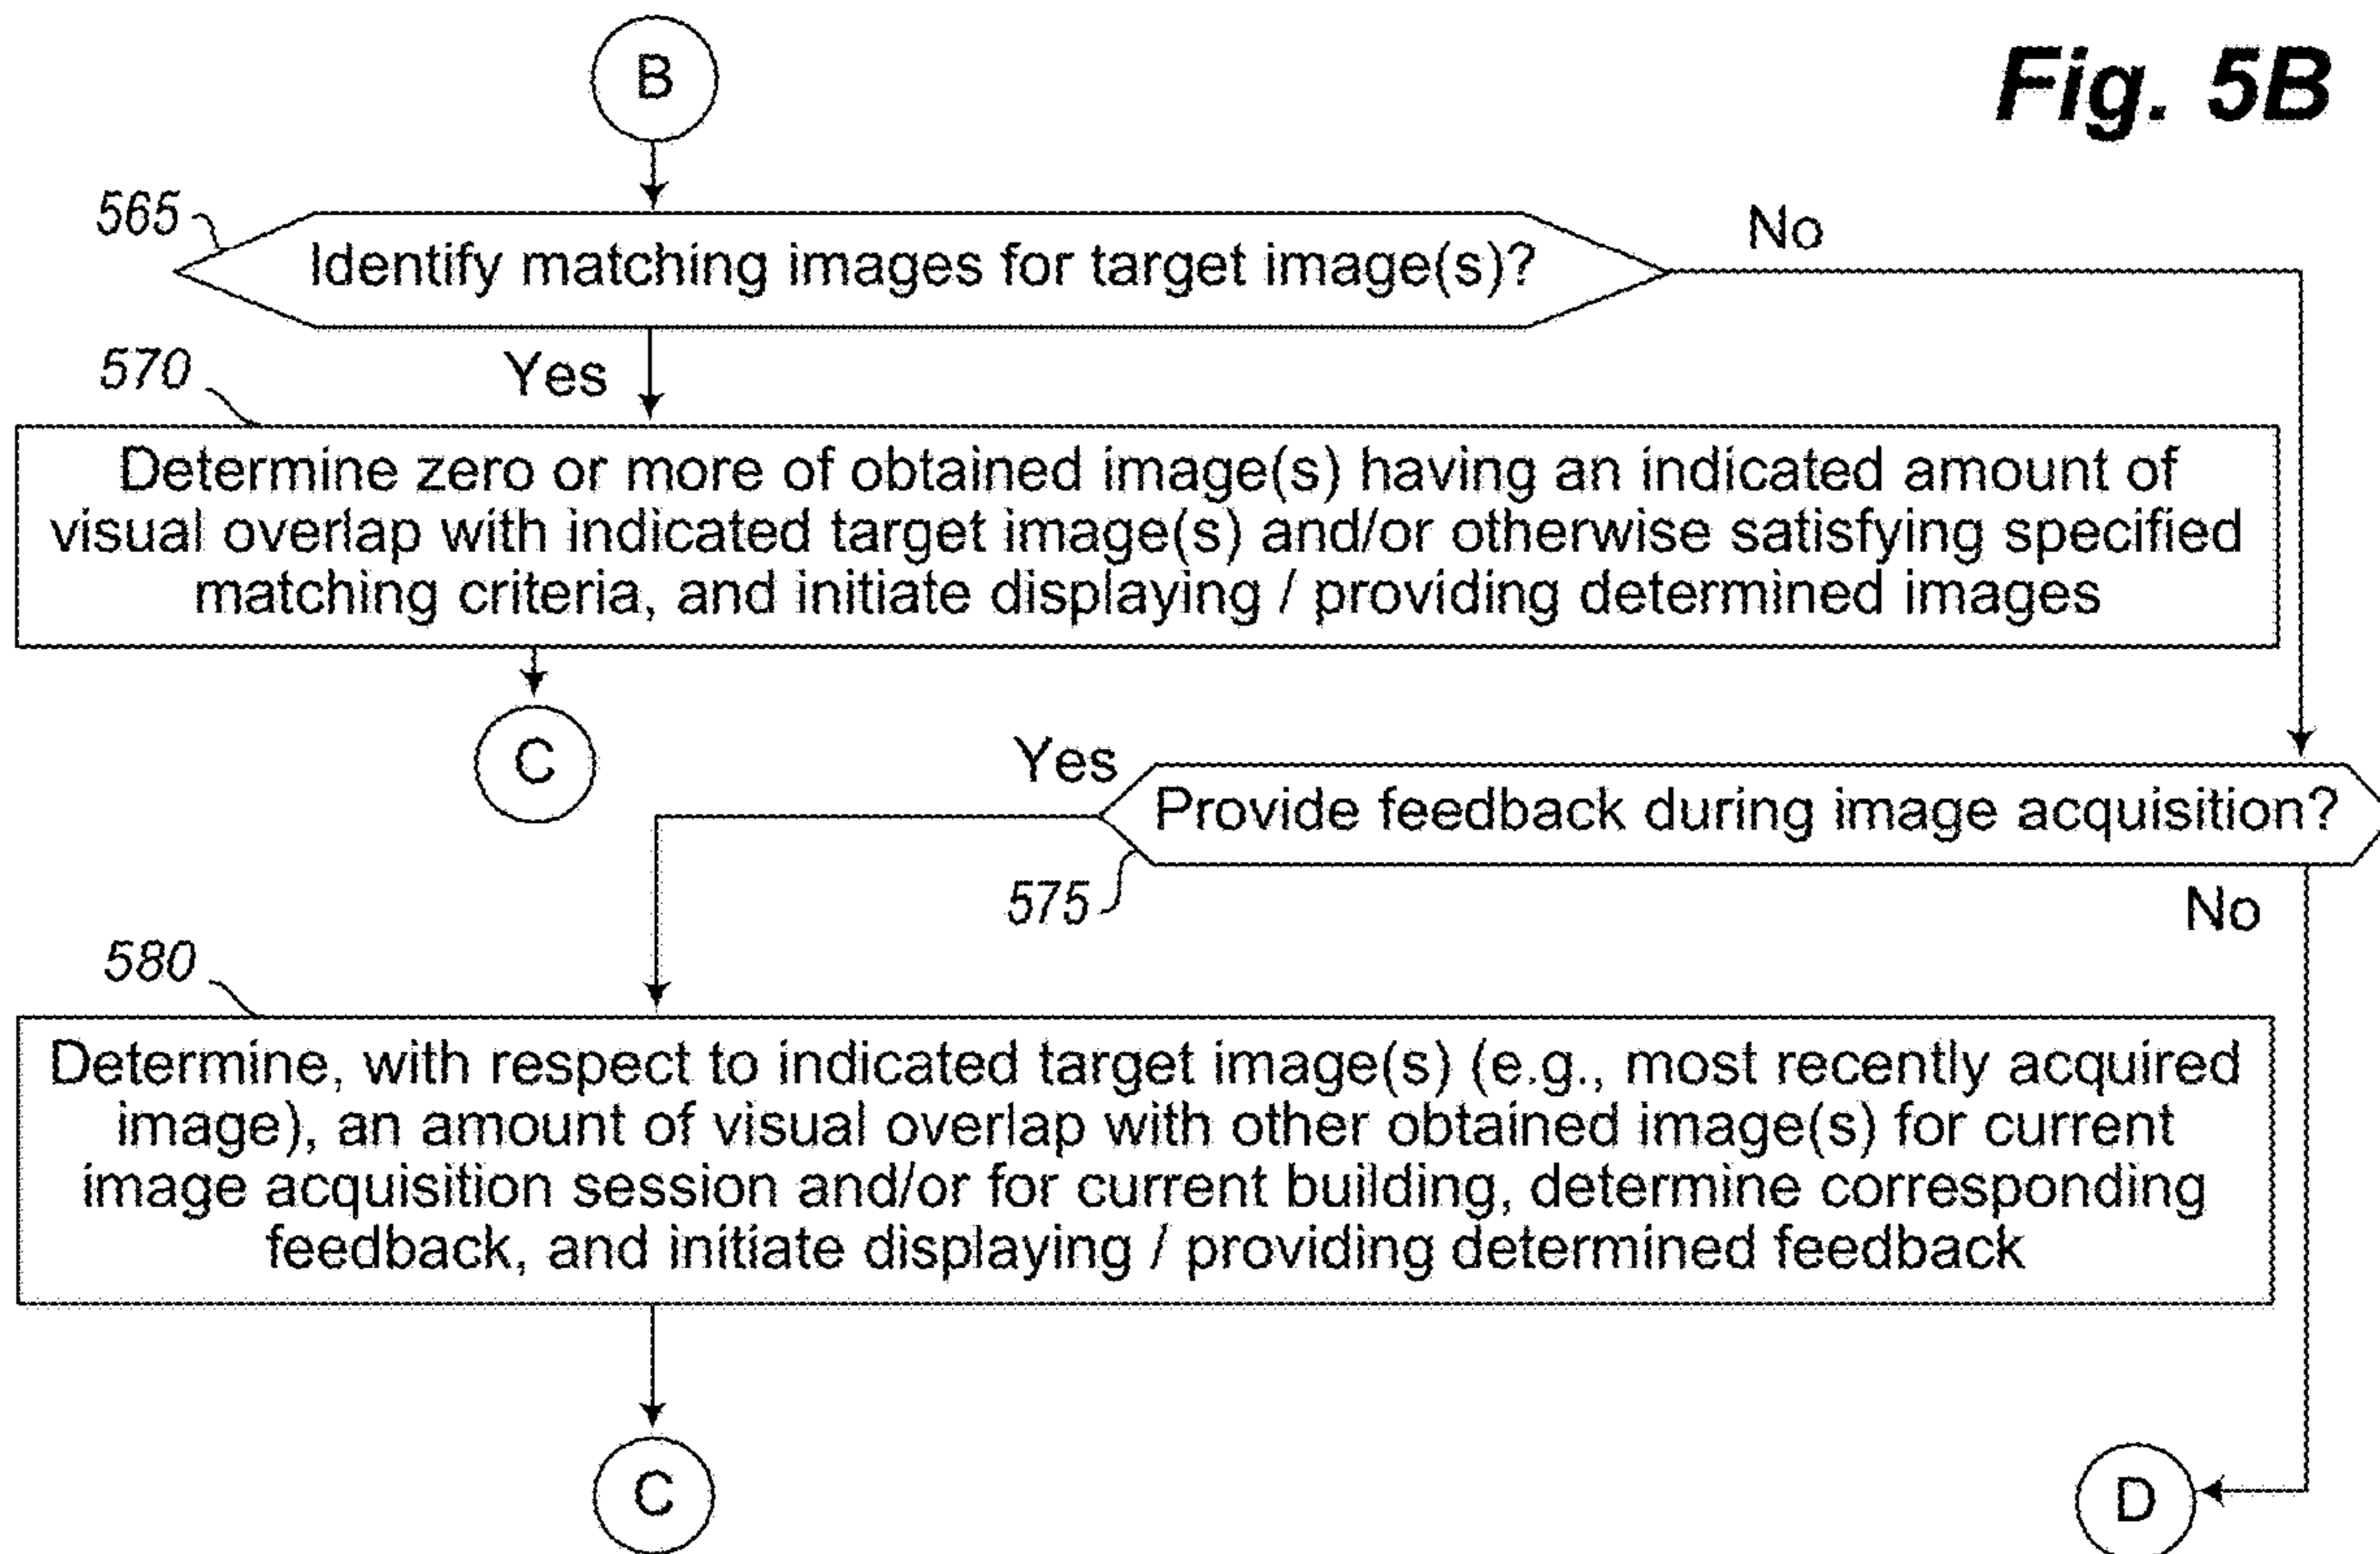 B
Fig. 5B
565
Identify matching images for target image(s)?
No
570
Yes
Determine zero or more of obtained image(s) having an indicated amount of
visual overlap with indicated target image(s) and/or otherwise satisfying specified
matching criteria, and initiate displaying / providing determined images
C
Yes
Provide feedback during image acquisition?
575
No
580
Determine, with respect to indicated target image(s) (e.g., most recently acquired
image), an amount of visual overlap with other obtained image(s) for current
image acquisition session and/or for current building, determine corresponding
feedback, and initiate displaying / providing determined feedback
C
D